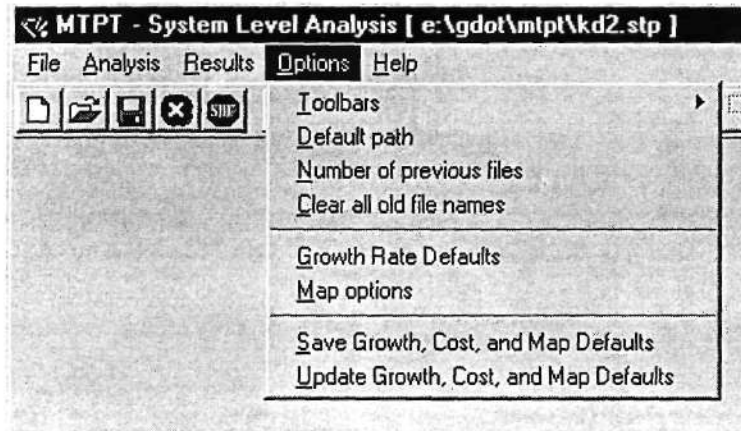 MTPT - System Level Analysis [ e:\gdot\mtpt\kd2.stp ]
File Analysis Results Options Help
STOP
Toolbars
Default path
Number of previous files
Clear all old file names
Growth Rate Defaults
Map options
Save Growth, Cost, and Map Defaults
Update Growth, Cost, and Map Defaults